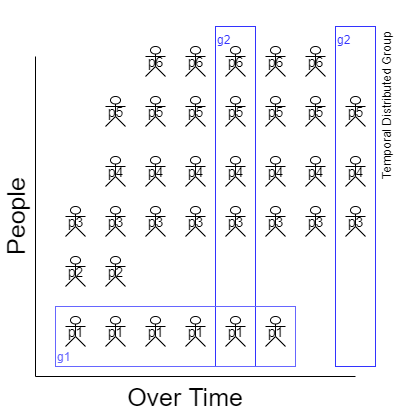 g2 g2
p6 p6 p6 p6 p6
p5 p5 p5 p5 p5 p5 p5
p4 p4 p4 p4 p4 p4 p4
p3 p3 p3 p3 p3 p3 p3 p3
p2 p2
p1 p1 p1 p1 p1 p1
g1
People
Over Time
Temporal Distributed Group